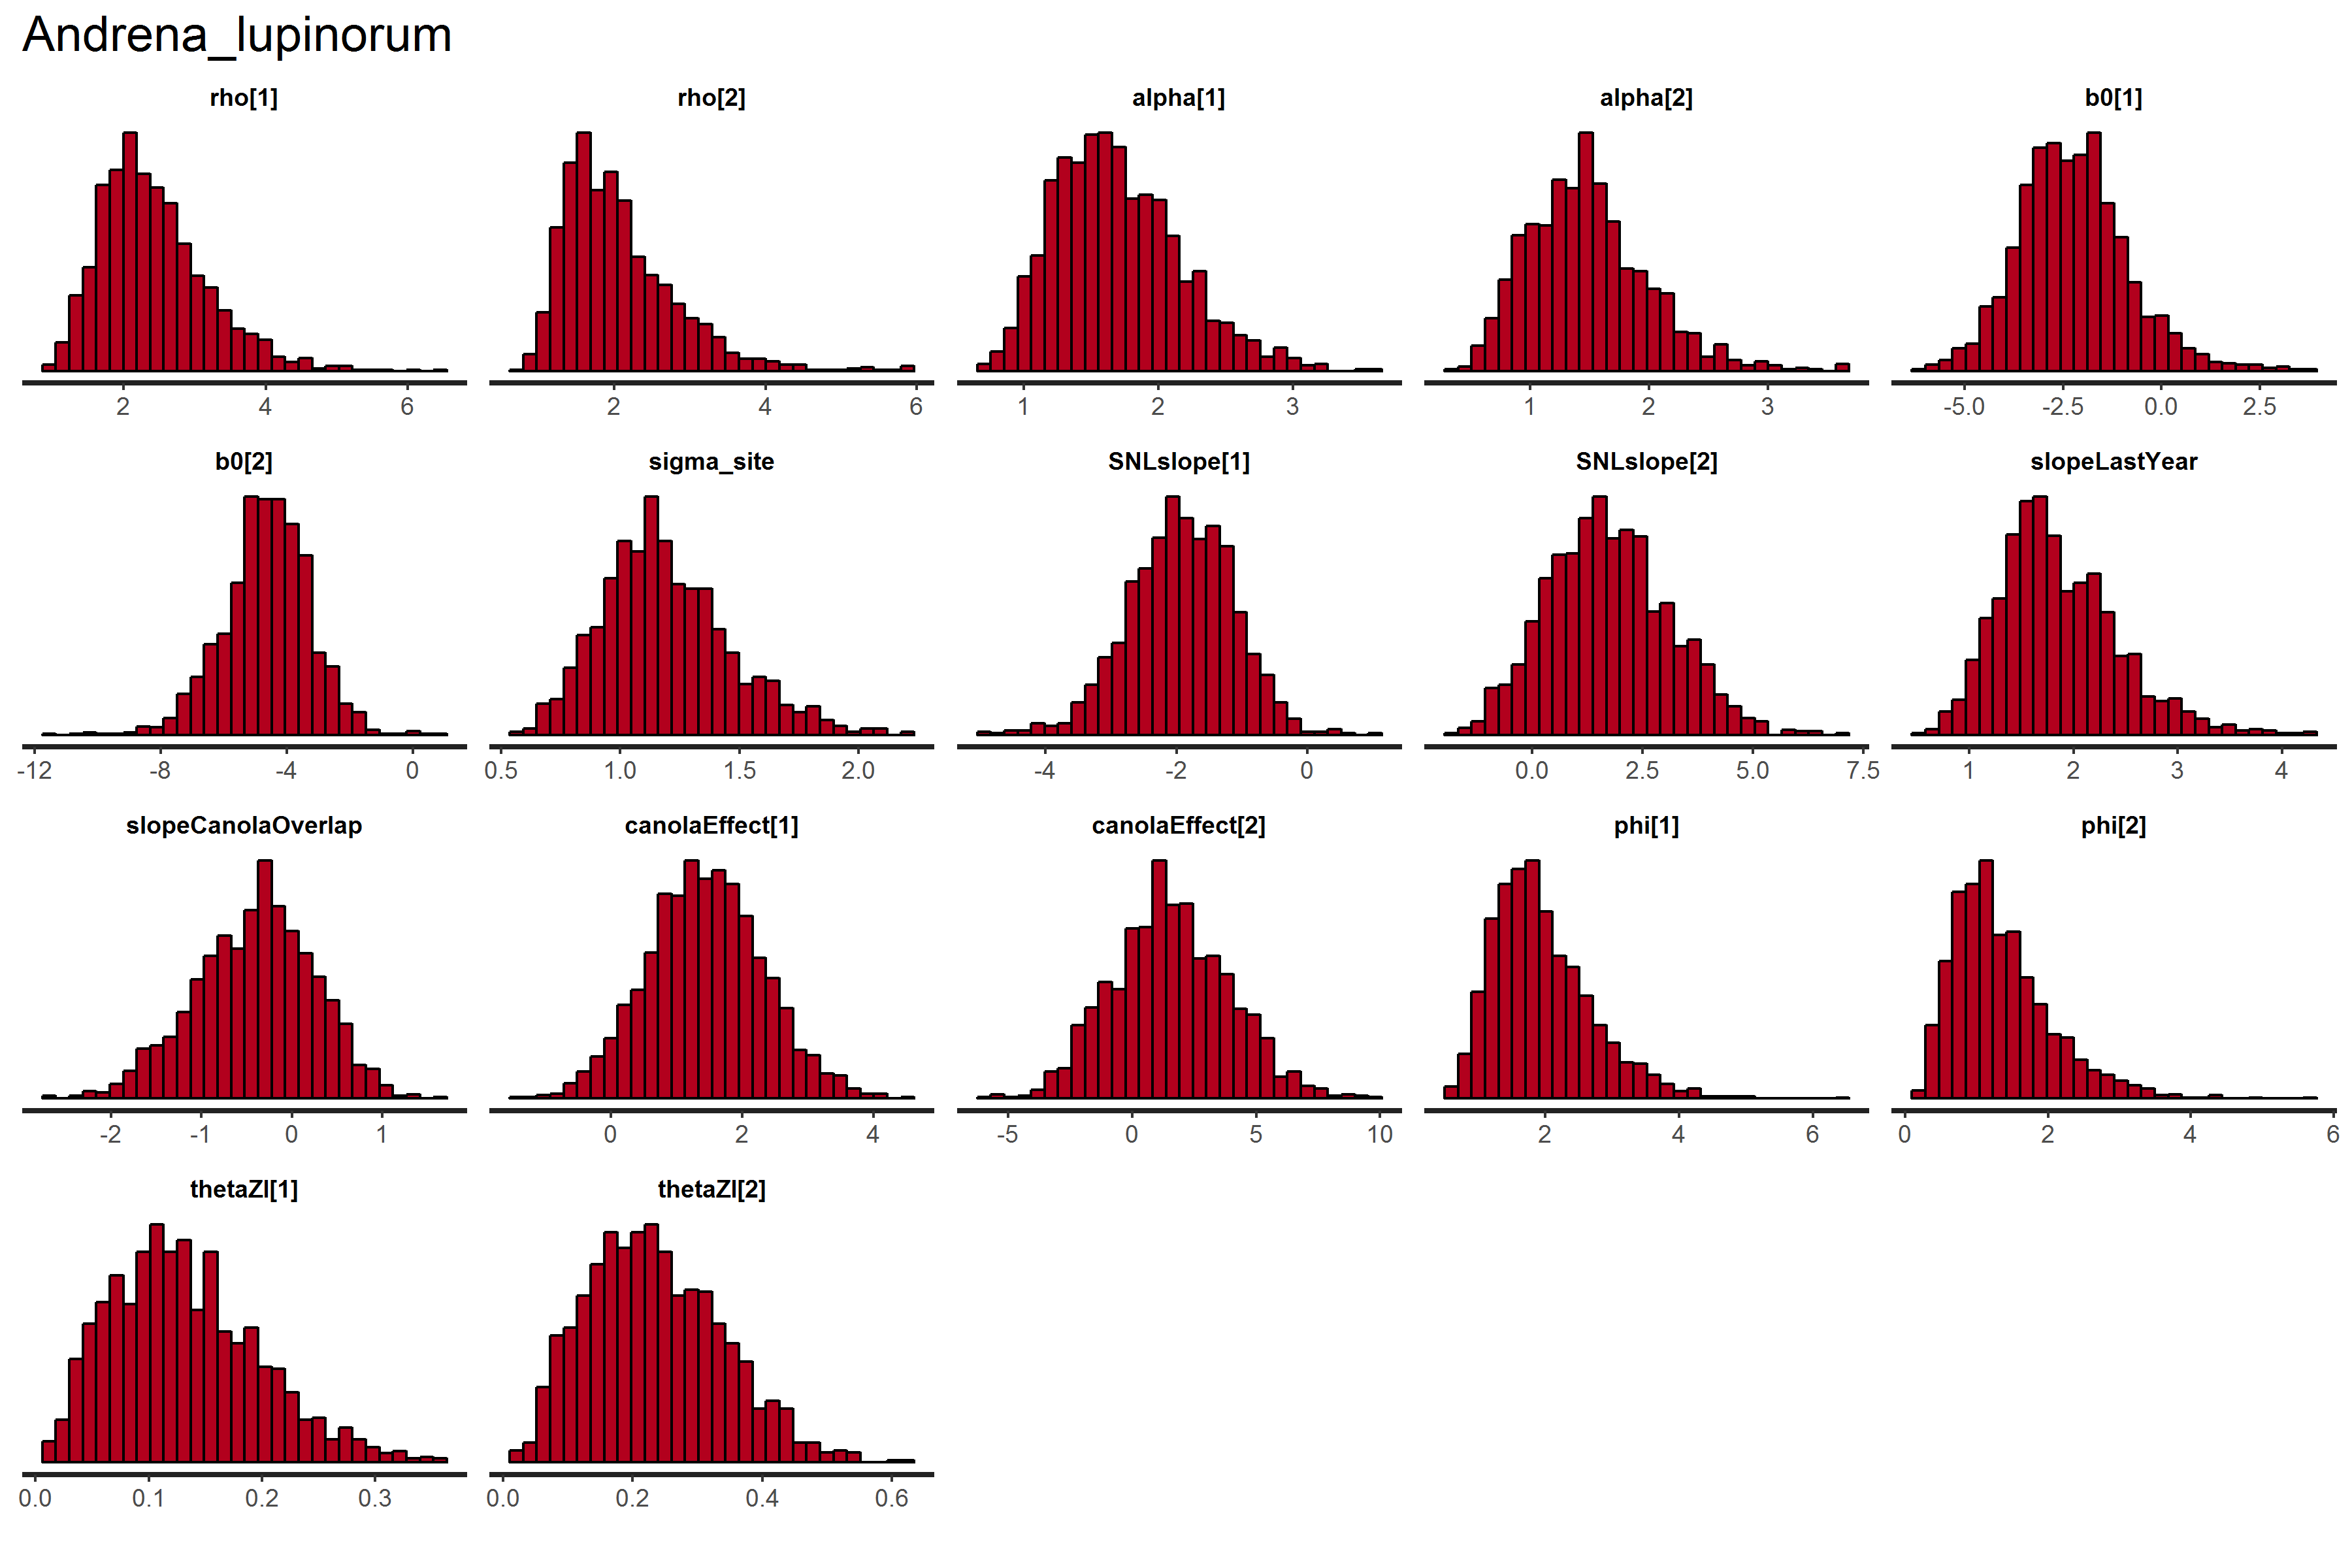 Andrena_lupinorum
rho[1] rho[2] alpha[1] alpha[2] b0[1]
2 4 6 2 4 6 1 2 3 1 2 3 -5.0 -2.5 0.0 2.5
b0[2] sigma_site SNLslope[1] SNLslope[2] slopeLastYear
-12 -8 -4 0 0.5 1.0 1.5 2.0 -4 -2 0 0.0 2.5 5.0 7.5 1 2 3 4
slopeCanolaOverlap canolaEffect[1] canolaEffect[2] phi[1] phi[2]
-2 -1 0 1 0 2 4 -5 0 5 10 2 4 6 0 2 4 6
thetaZI[1] thetaZI[2]
0.0 0.1 0.2 0.3 0.0 0.2 0.4 0.6